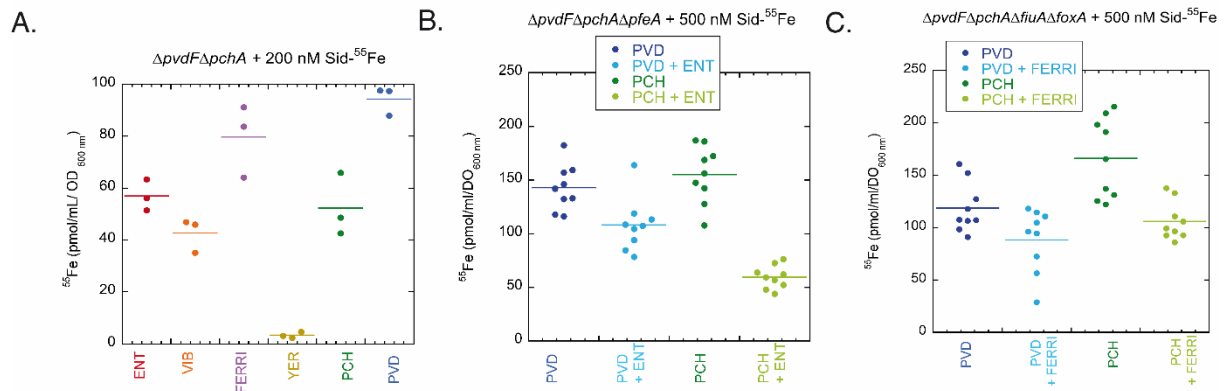 A.
ΔpvdFΔpchA + 200 nM Sid-⁵⁵Fe
⁵⁵Fe (pmol/mL/ OD 600 nm)
100
80
60
40
20
0
ENT
VIB
FERRI
YER
PCH
PVD
B.
ΔpvdFΔpchAΔpfeA + 500 nM Sid-⁵⁵Fe
PVD
PVD + ENT
PCH
PCH + ENT
⁵⁵Fe (pmol/ml/DO600 nm)
250
200
150
100
50
0
PVD
PVD
+ ENT
PCH
PCH
+ ENT
C.
ΔpvdFΔpchAΔfiuAΔfoxA + 500 nM Sid-⁵⁵Fe
PVD
PVD + FERRI
PCH
PCH + FERRI
⁵⁵Fe (pmol/ml/DO600 nm)
250
200
150
100
50
0
PVD
PVD
+ FERRI
PCH
PCH
+ FERRI